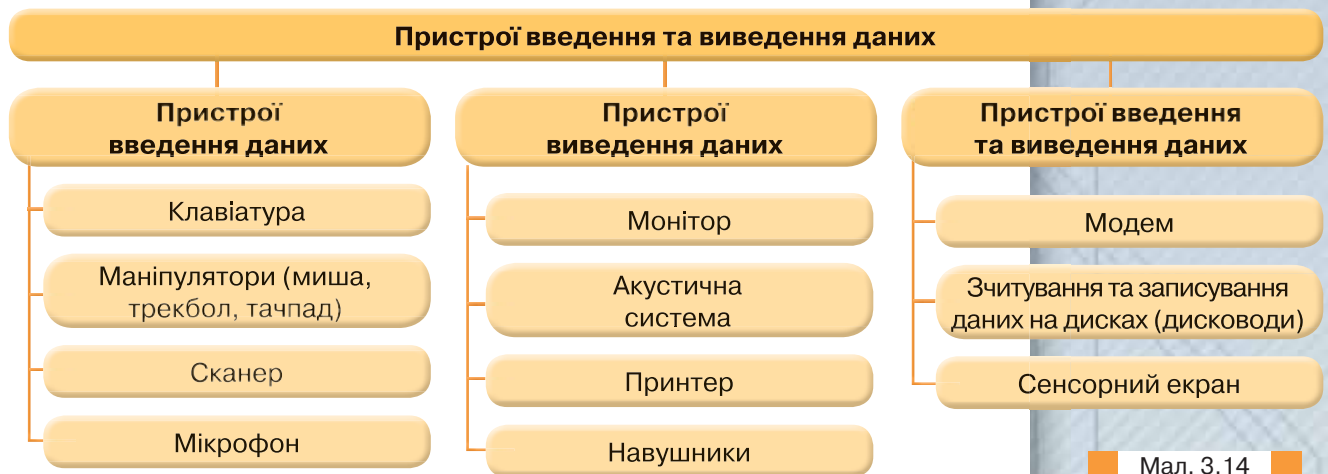 Пристрої введення та виведення даних
Пристрої
введення даних
Клавіатура
Маніпулятори (миша,
трекбол, тачпад)
Сканер
Мікрофон
Пристрої
виведення даних
Монітор
Акустична
система
Принтер
Навушники
Пристрої введення
та виведення даних
Модем
Зчитування та записування
даних на дисках (дисководи)
Сенсорний екран
Мал. 3.14